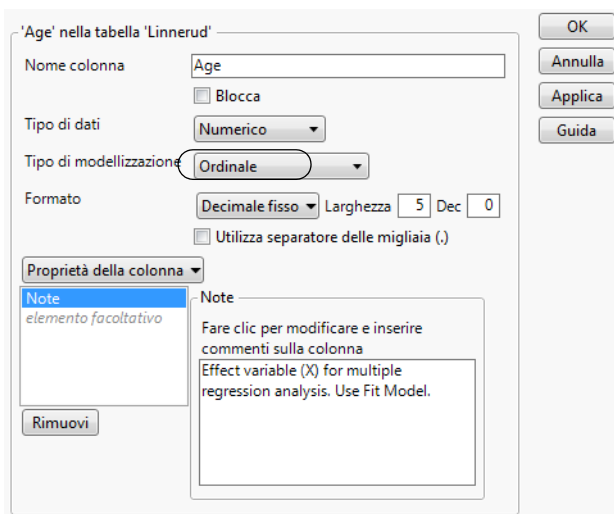 'Age' nella tabella 'Linnerud'
Nome colonna Age
Blocca
Tipo di dati Numerico
Tipo di modellizzazione Ordinale
Formato Decimale fisso Larghezza 5 Dec 0
Utilizza separatore delle migliaia (.)
Proprietà della colonna
Note
elemento facoltativo
Rimuovi
Note
Fare clic per modificare e inserire
commenti sulla colonna
Effect variable (X) for multiple
regression analysis. Use Fit Model.
OK
Annulla
Applica
Guida